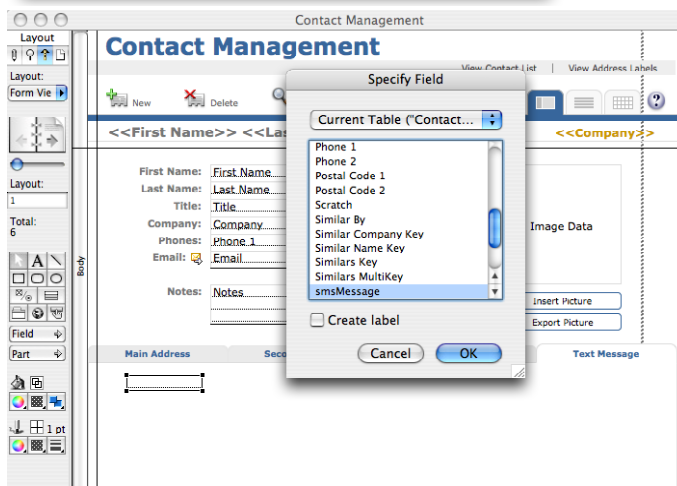 Contact Management
Layout
Layout:
Form Vie
Layout:
1
Total:
6
Field
Part
1 pt
Body
Contact Management
View Contact List | View Address Labels
New
Delete
<<First Name>> <<Las
<<Company>>
First Name: First Name
Last Name: Last Name
Title: Title
Company: Company
Phones: Phone 1
Email: Email
Notes: Notes
Image Data
Insert Picture
Export Picture
Main Address
Seco
Text Message
Specify Field
Current Table ("Contact...
Phone 1
Phone 2
Postal Code 1
Postal Code 2
Scratch
Similar By
Similar Company Key
Similar Name Key
Similars Key
Similars MultiKey
smsMessage
Create label
Cancel
OK